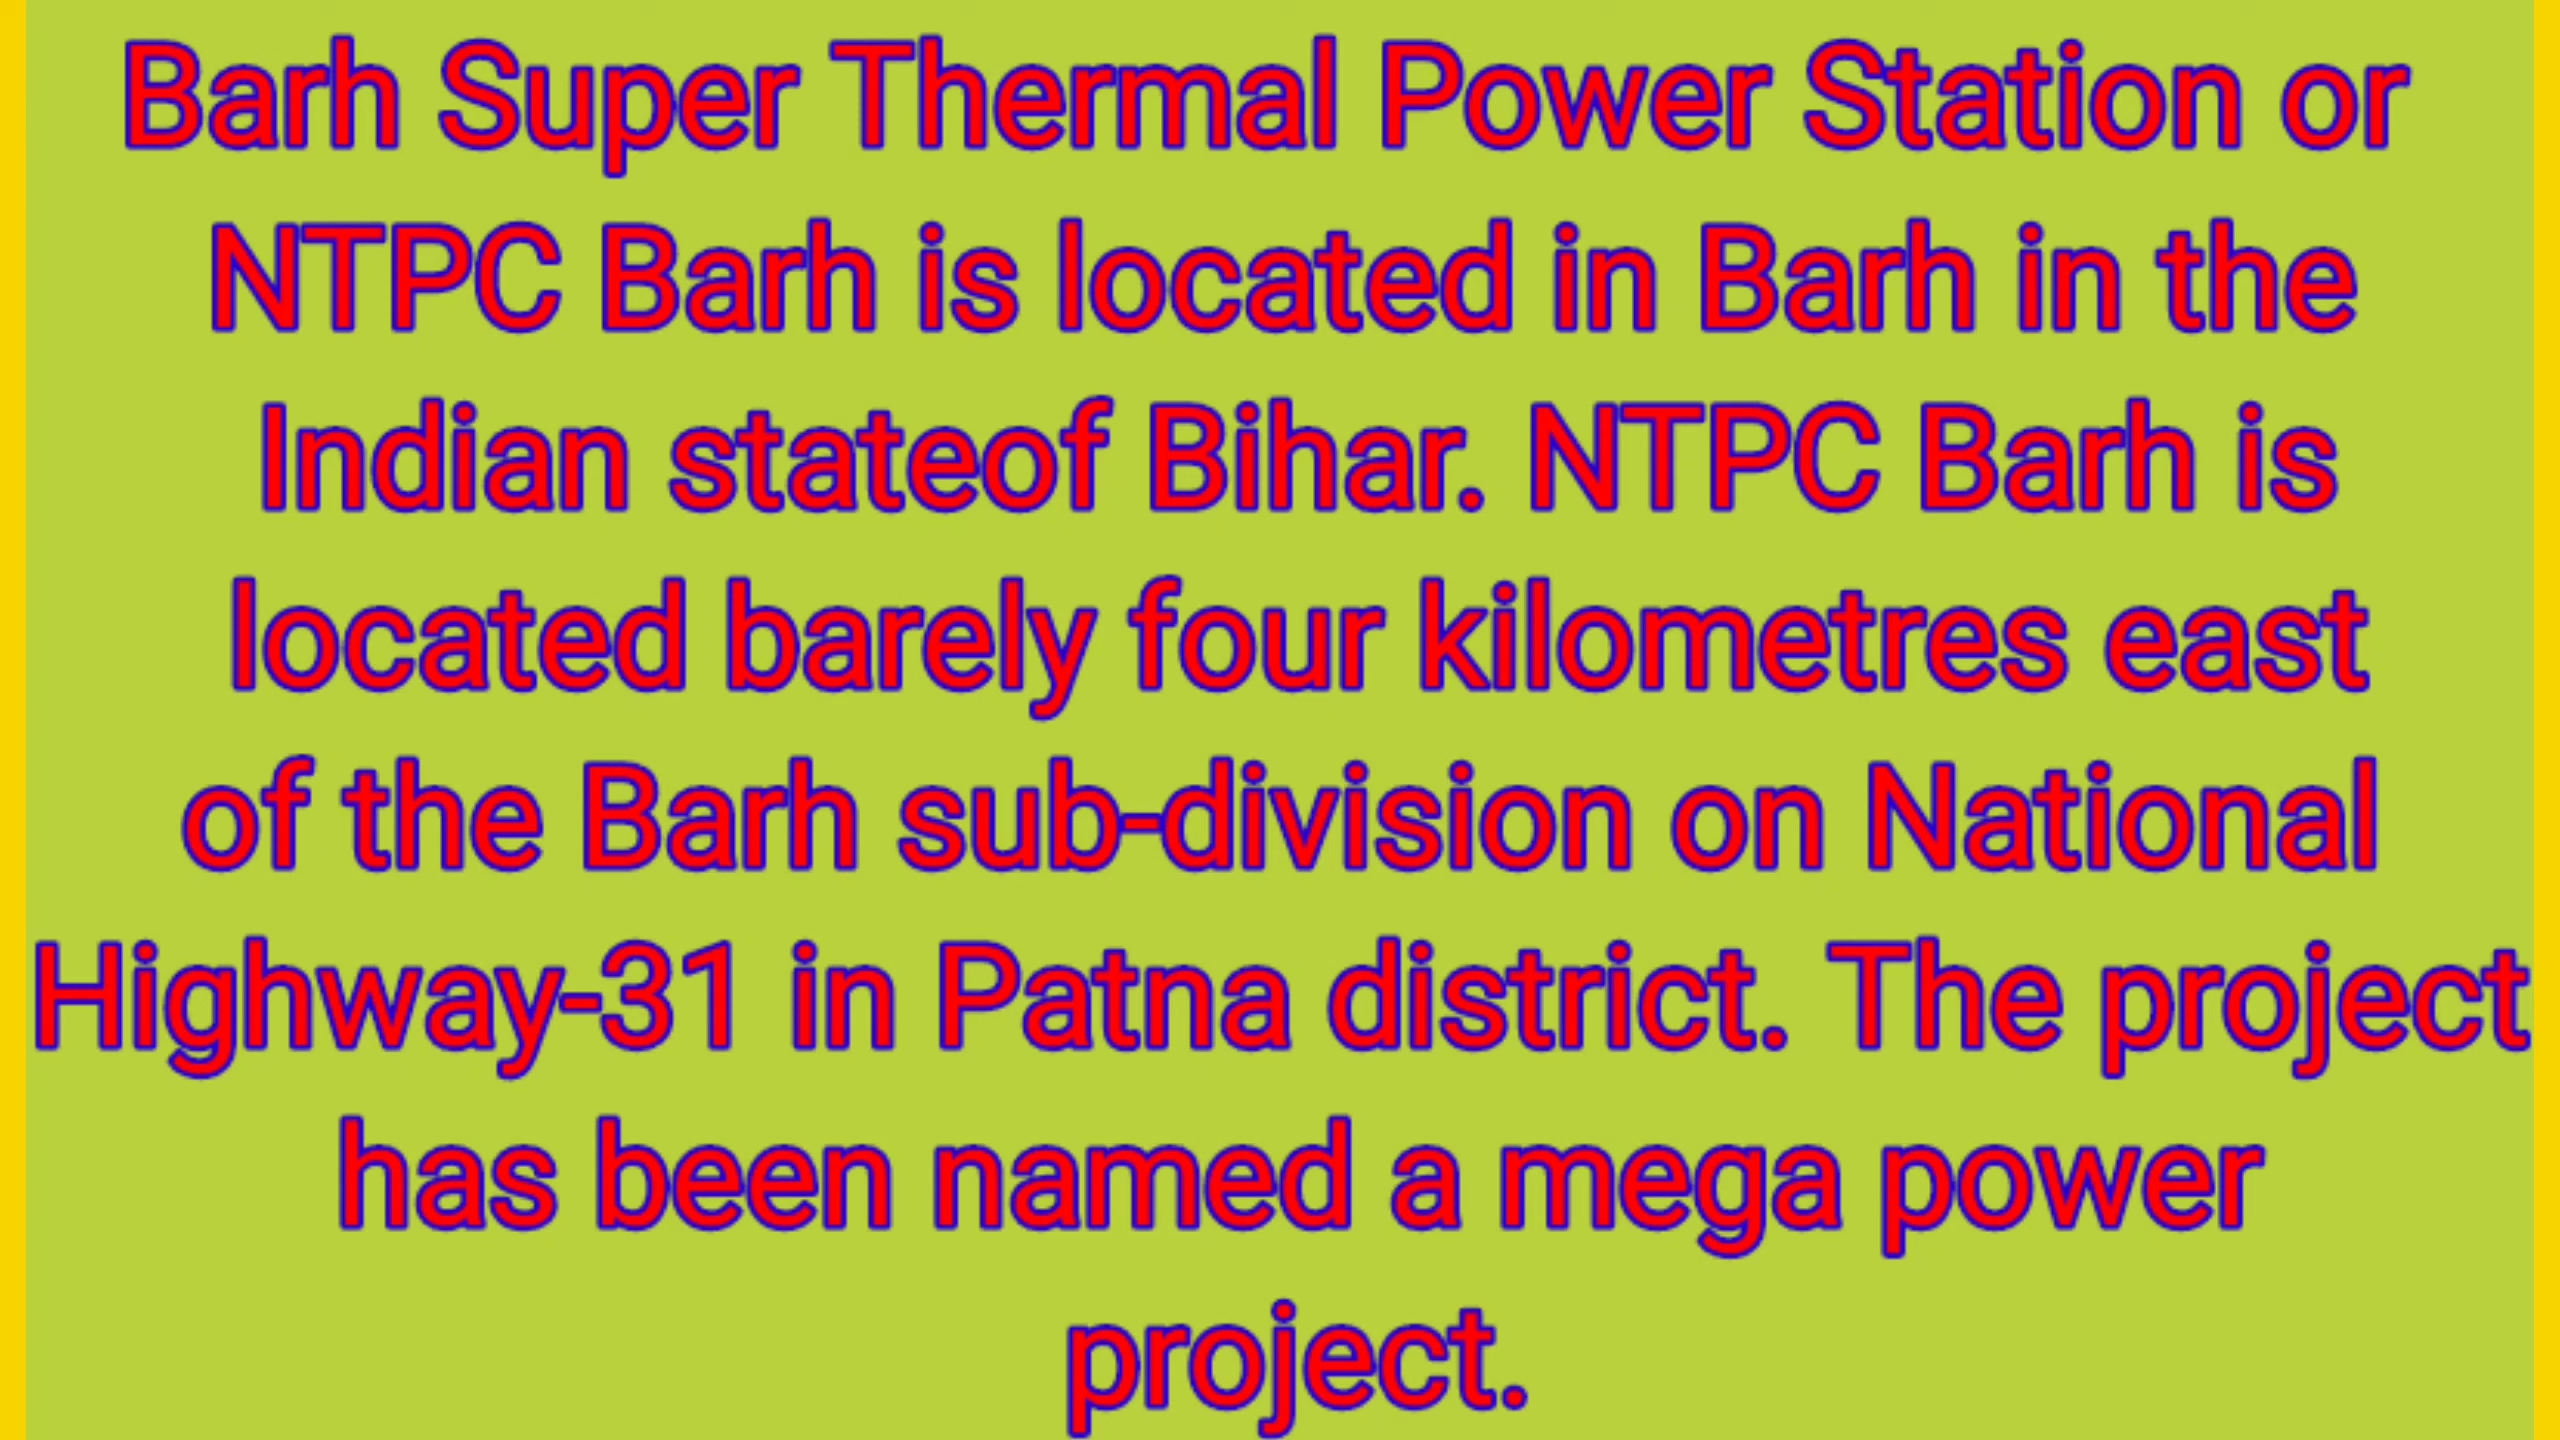 Barh Super Thermal Power Station or
NTPC Barh is located in Barh in the
Indian stateof Bihar. NTPC Barh is
located barely four kilometres east
of the Barh sub-division on National
Highway-31 in Patna district. The project
has been named a mega power
project.